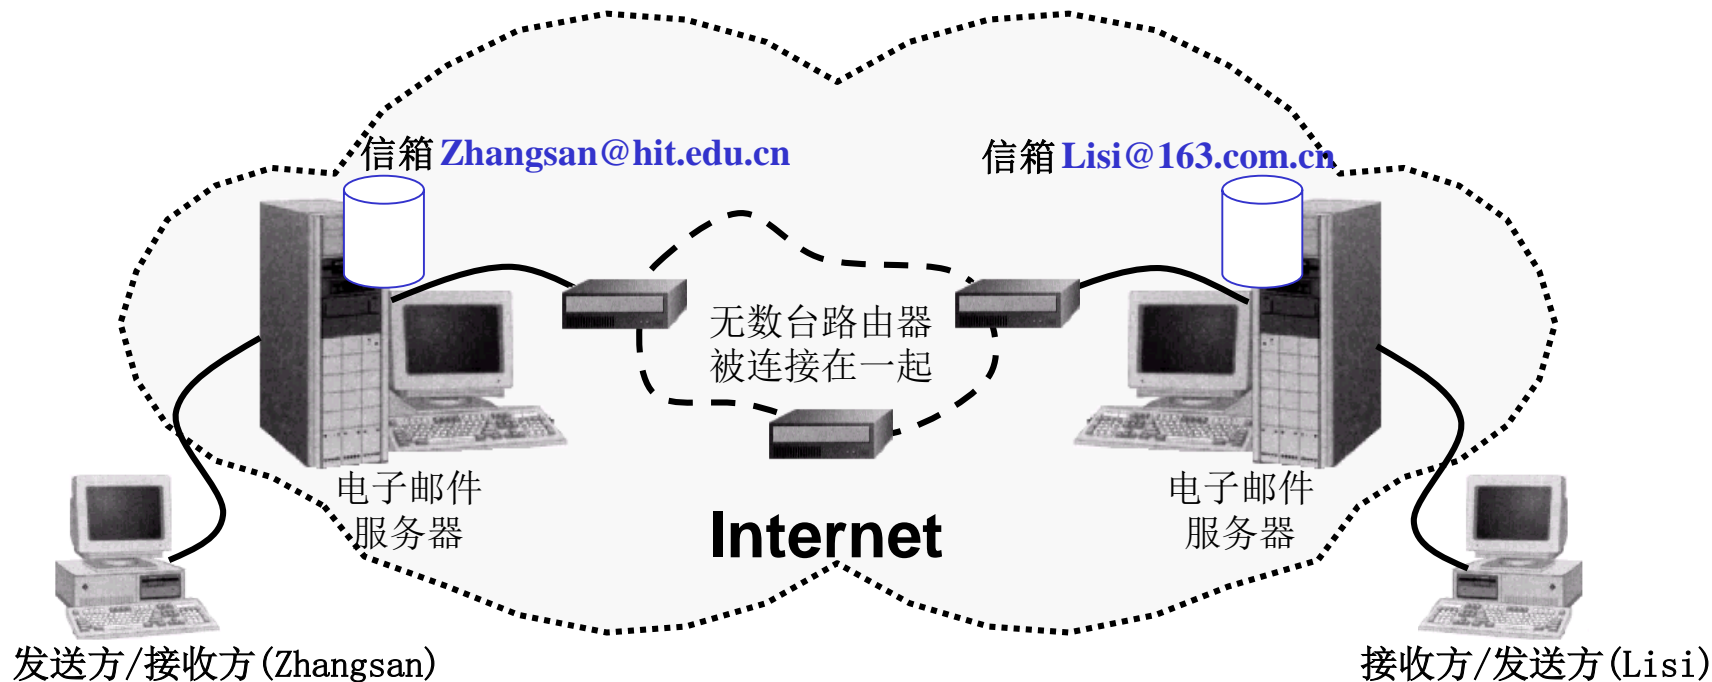 信箱 Zhangsan@hit.edu.cn
信箱 Lisi@163.com.cn
无数台路由器
被连接在一起
电子邮件
服务器
电子邮件
服务器
Internet
发送方/接收方(Zhangsan)
接收方/发送方(Lisi)